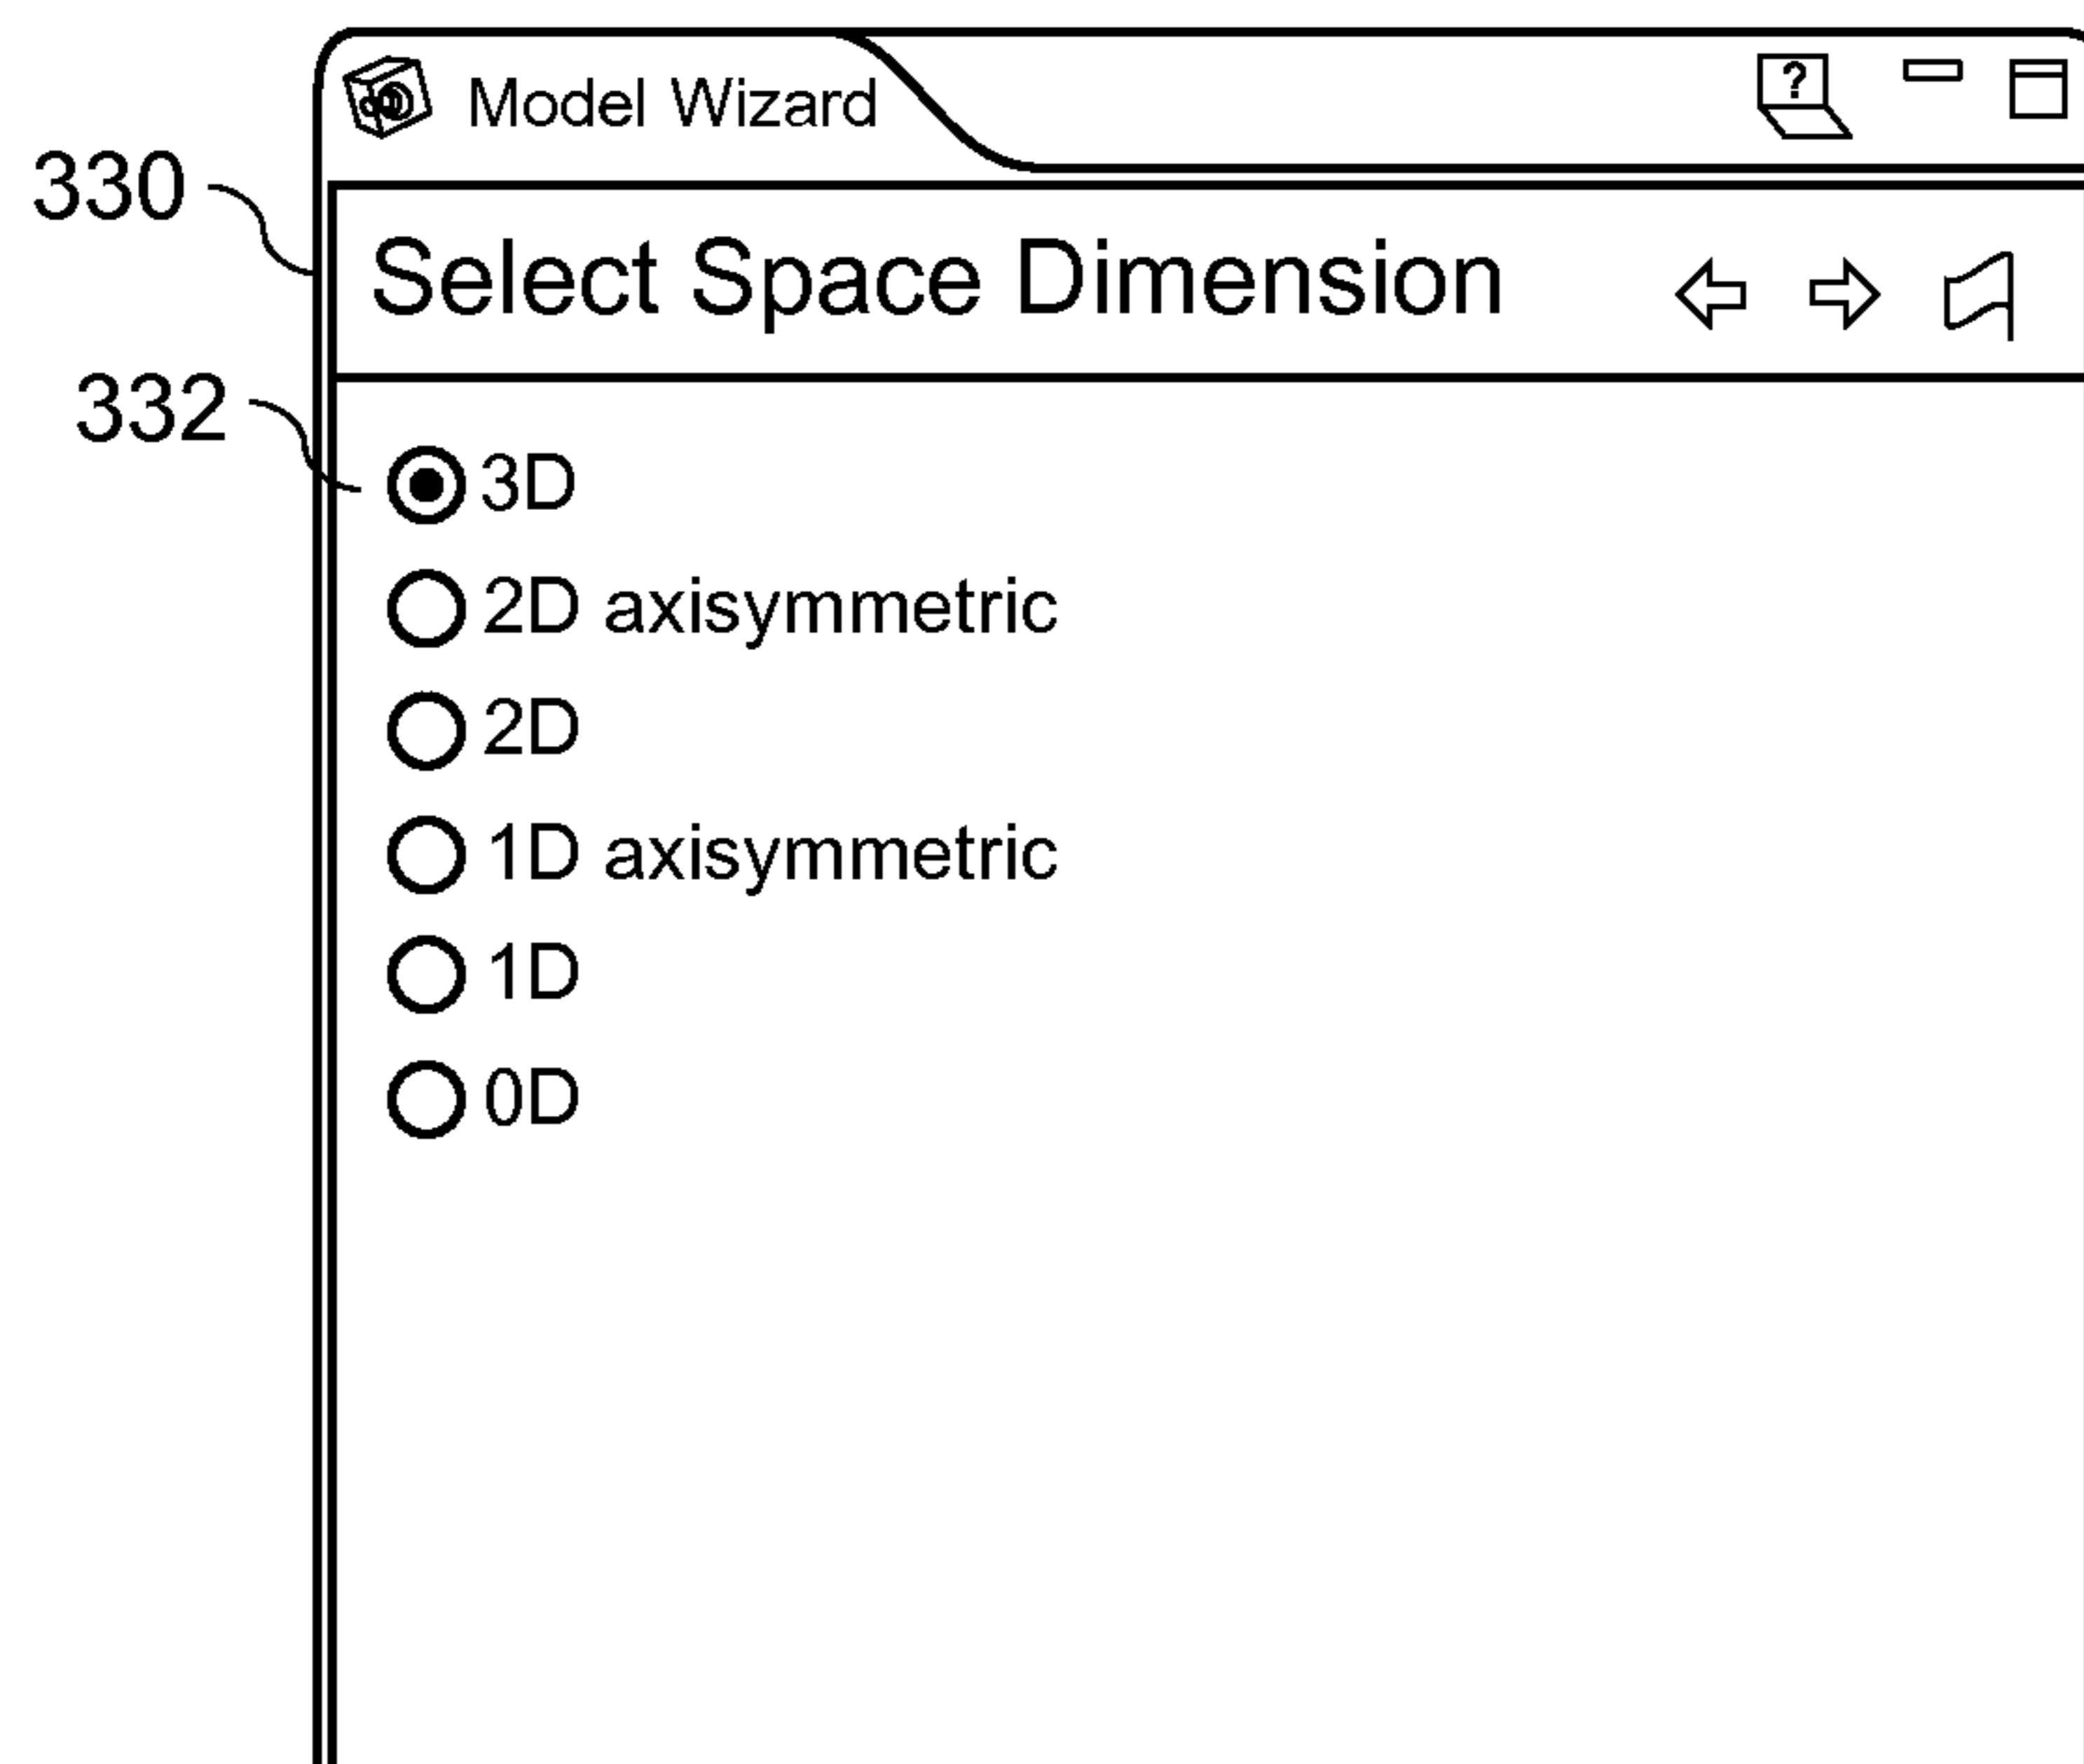 Model Wizard ?
330
Select Space Dimension
332
3D
2D axisymmetric
2D
1D axisymmetric
1D
0D